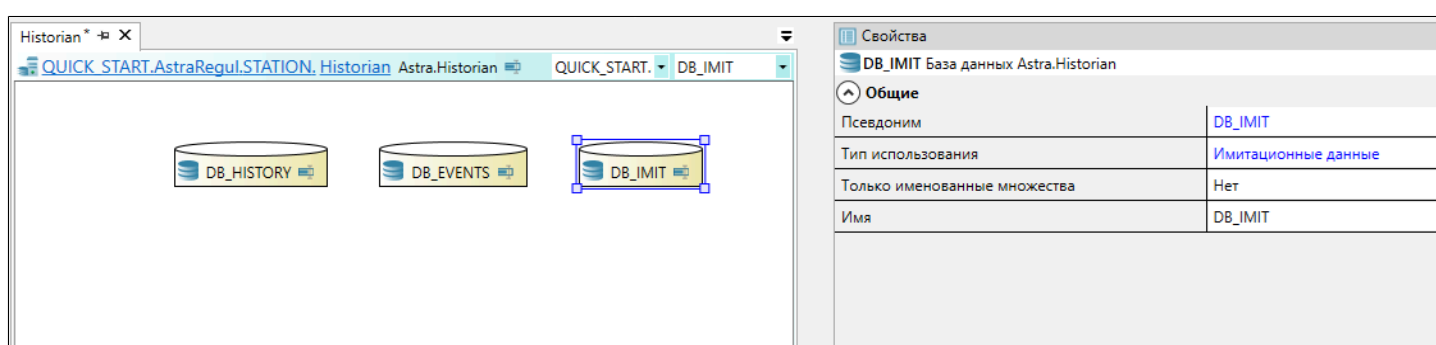 Historian*
QUICK_START.AstraRegul.STATION. Historian Astra.Historian QUICK_START. DB_IMIT
DB_HISTORY DB_EVENTS DB_IMIT
Свойства
DB_IMIT База данных Astra.Historian
Общие
Псевдоним DB_IMIT
Тип использования Имитационные данные
Только именованные множества Нет
Имя DB_IMIT